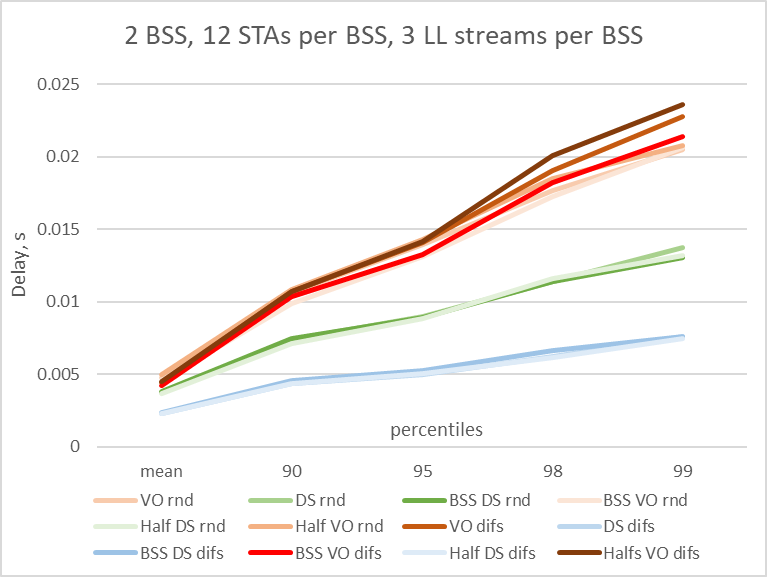 2 BSS, 12 STAs per BSS, 3 LL streams per BSS
0.025
0.02
0.015
0.01
0.005
0
Delay, s
percentiles
mean 90 95 98 99
VO rnd DS rnd BSS DS rnd BSS VO rnd
Half DS rnd Half VO rnd VO difs DS difs
BSS DS difs BSS VO difs Half DS difs Halfs VO difs